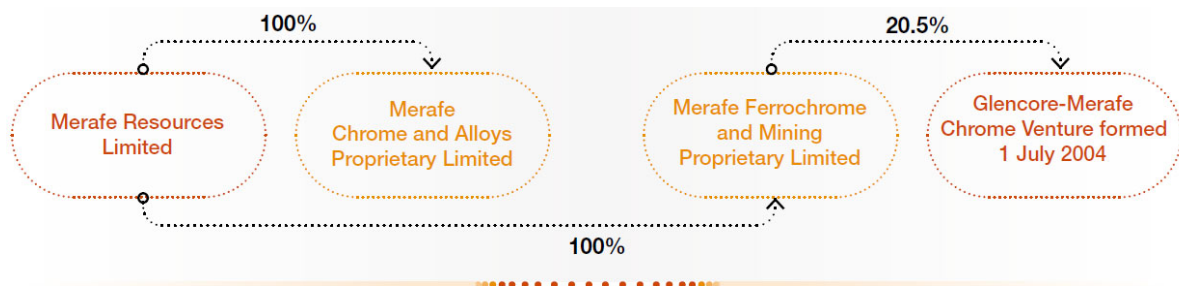 100%
20.5%
Merafe Resources
Limited
Merafe
Chrome and Alloys
Proprietary Limited
Merafe Ferrochrome
and Mining
Proprietary Limited
Glencore-Merafe
Chrome Venture formed
1 July 2004
100%